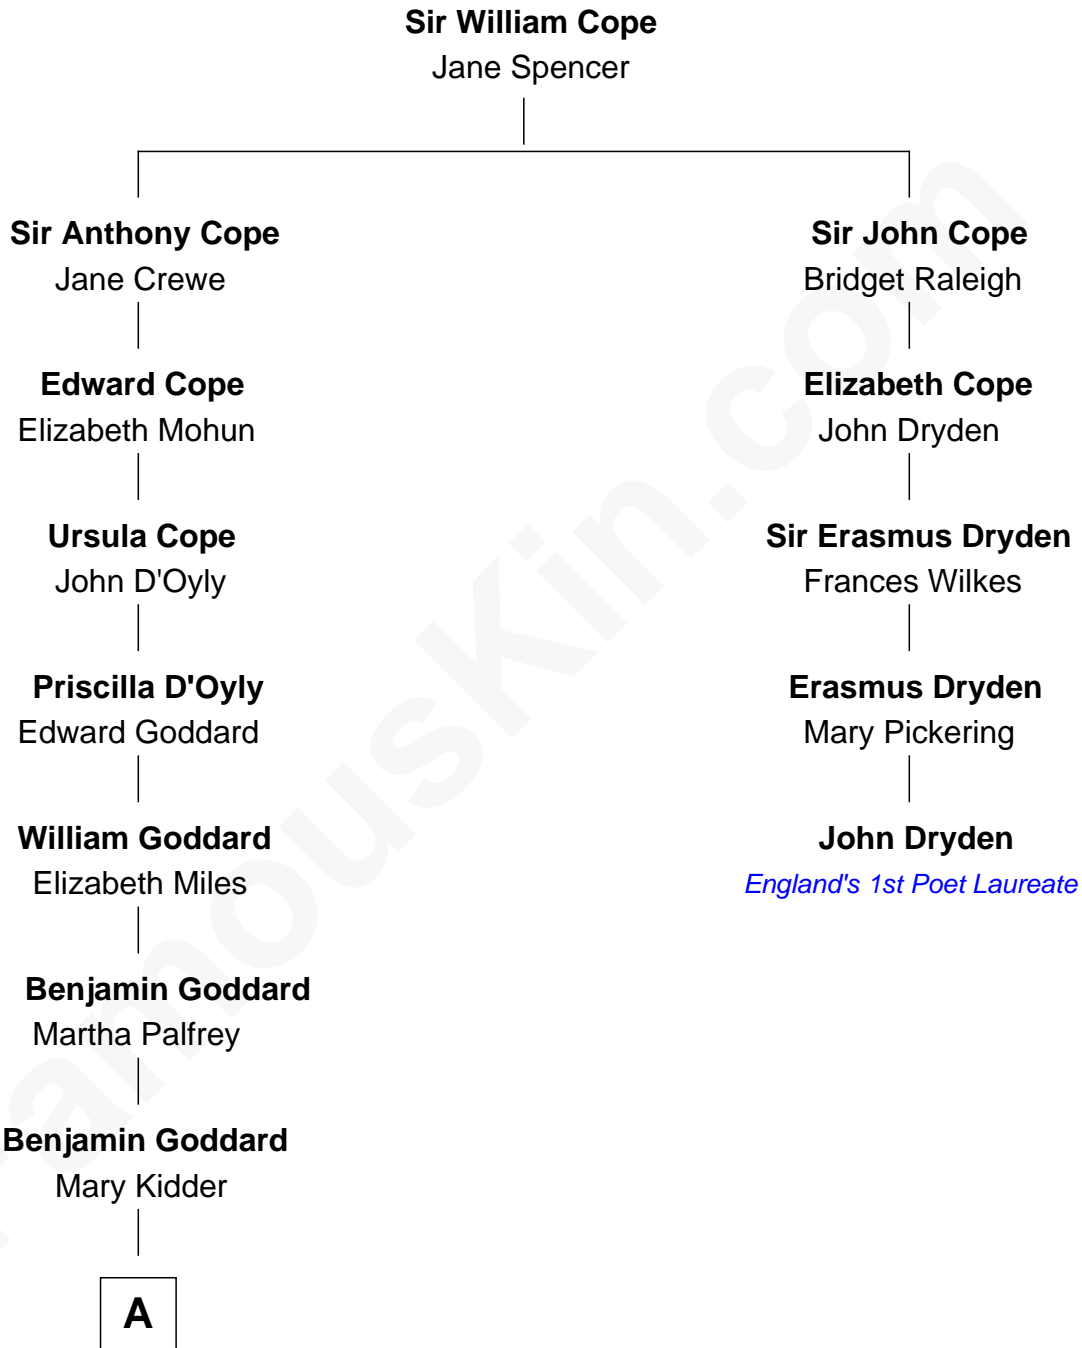 Sir William Cope
Jane Spencer
Sir Anthony Cope
Jane Crewe
Edward Cope
Elizabeth Mohun
Ursula Cope
John D'Oyly
Priscilla D'Oyly
Edward Goddard
William Goddard
Elizabeth Miles
Benjamin Goddard
Martha Palfrey
Benjamin Goddard
Mary Kidder
A
Sir John Cope
Bridget Raleigh
Elizabeth Cope
John Dryden
Sir Erasmus Dryden
Frances Wilkes
Erasmus Dryden
Mary Pickering
John Dryden
England's 1st Poet Laureate
FamousKin.com